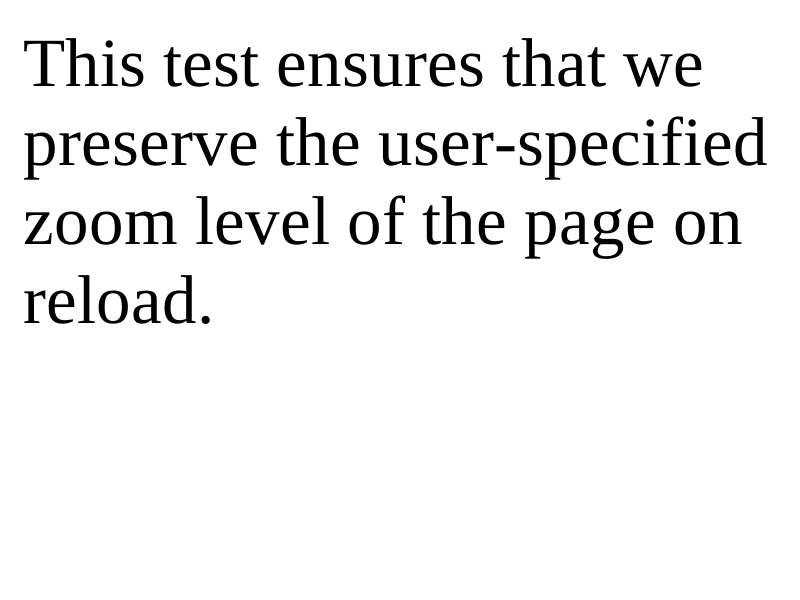 This test ensures that we
preserve the user-specified
zoom level of the page on
reload.